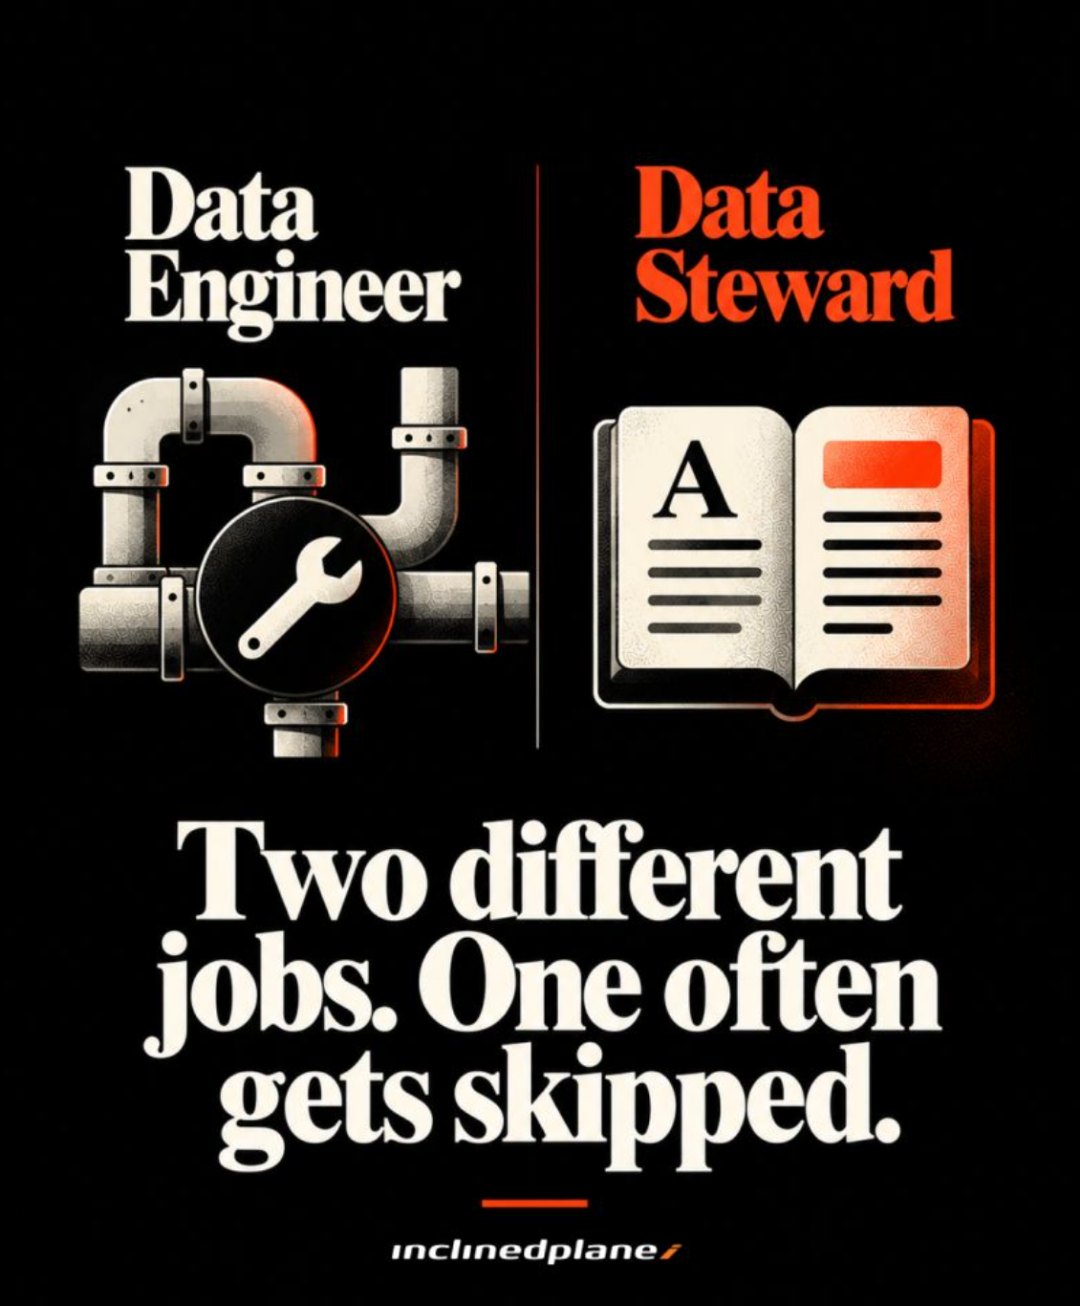 Data
Engineer
Data
Steward
A
Two different
jobs. One often
gets skipped.
inclinedplane